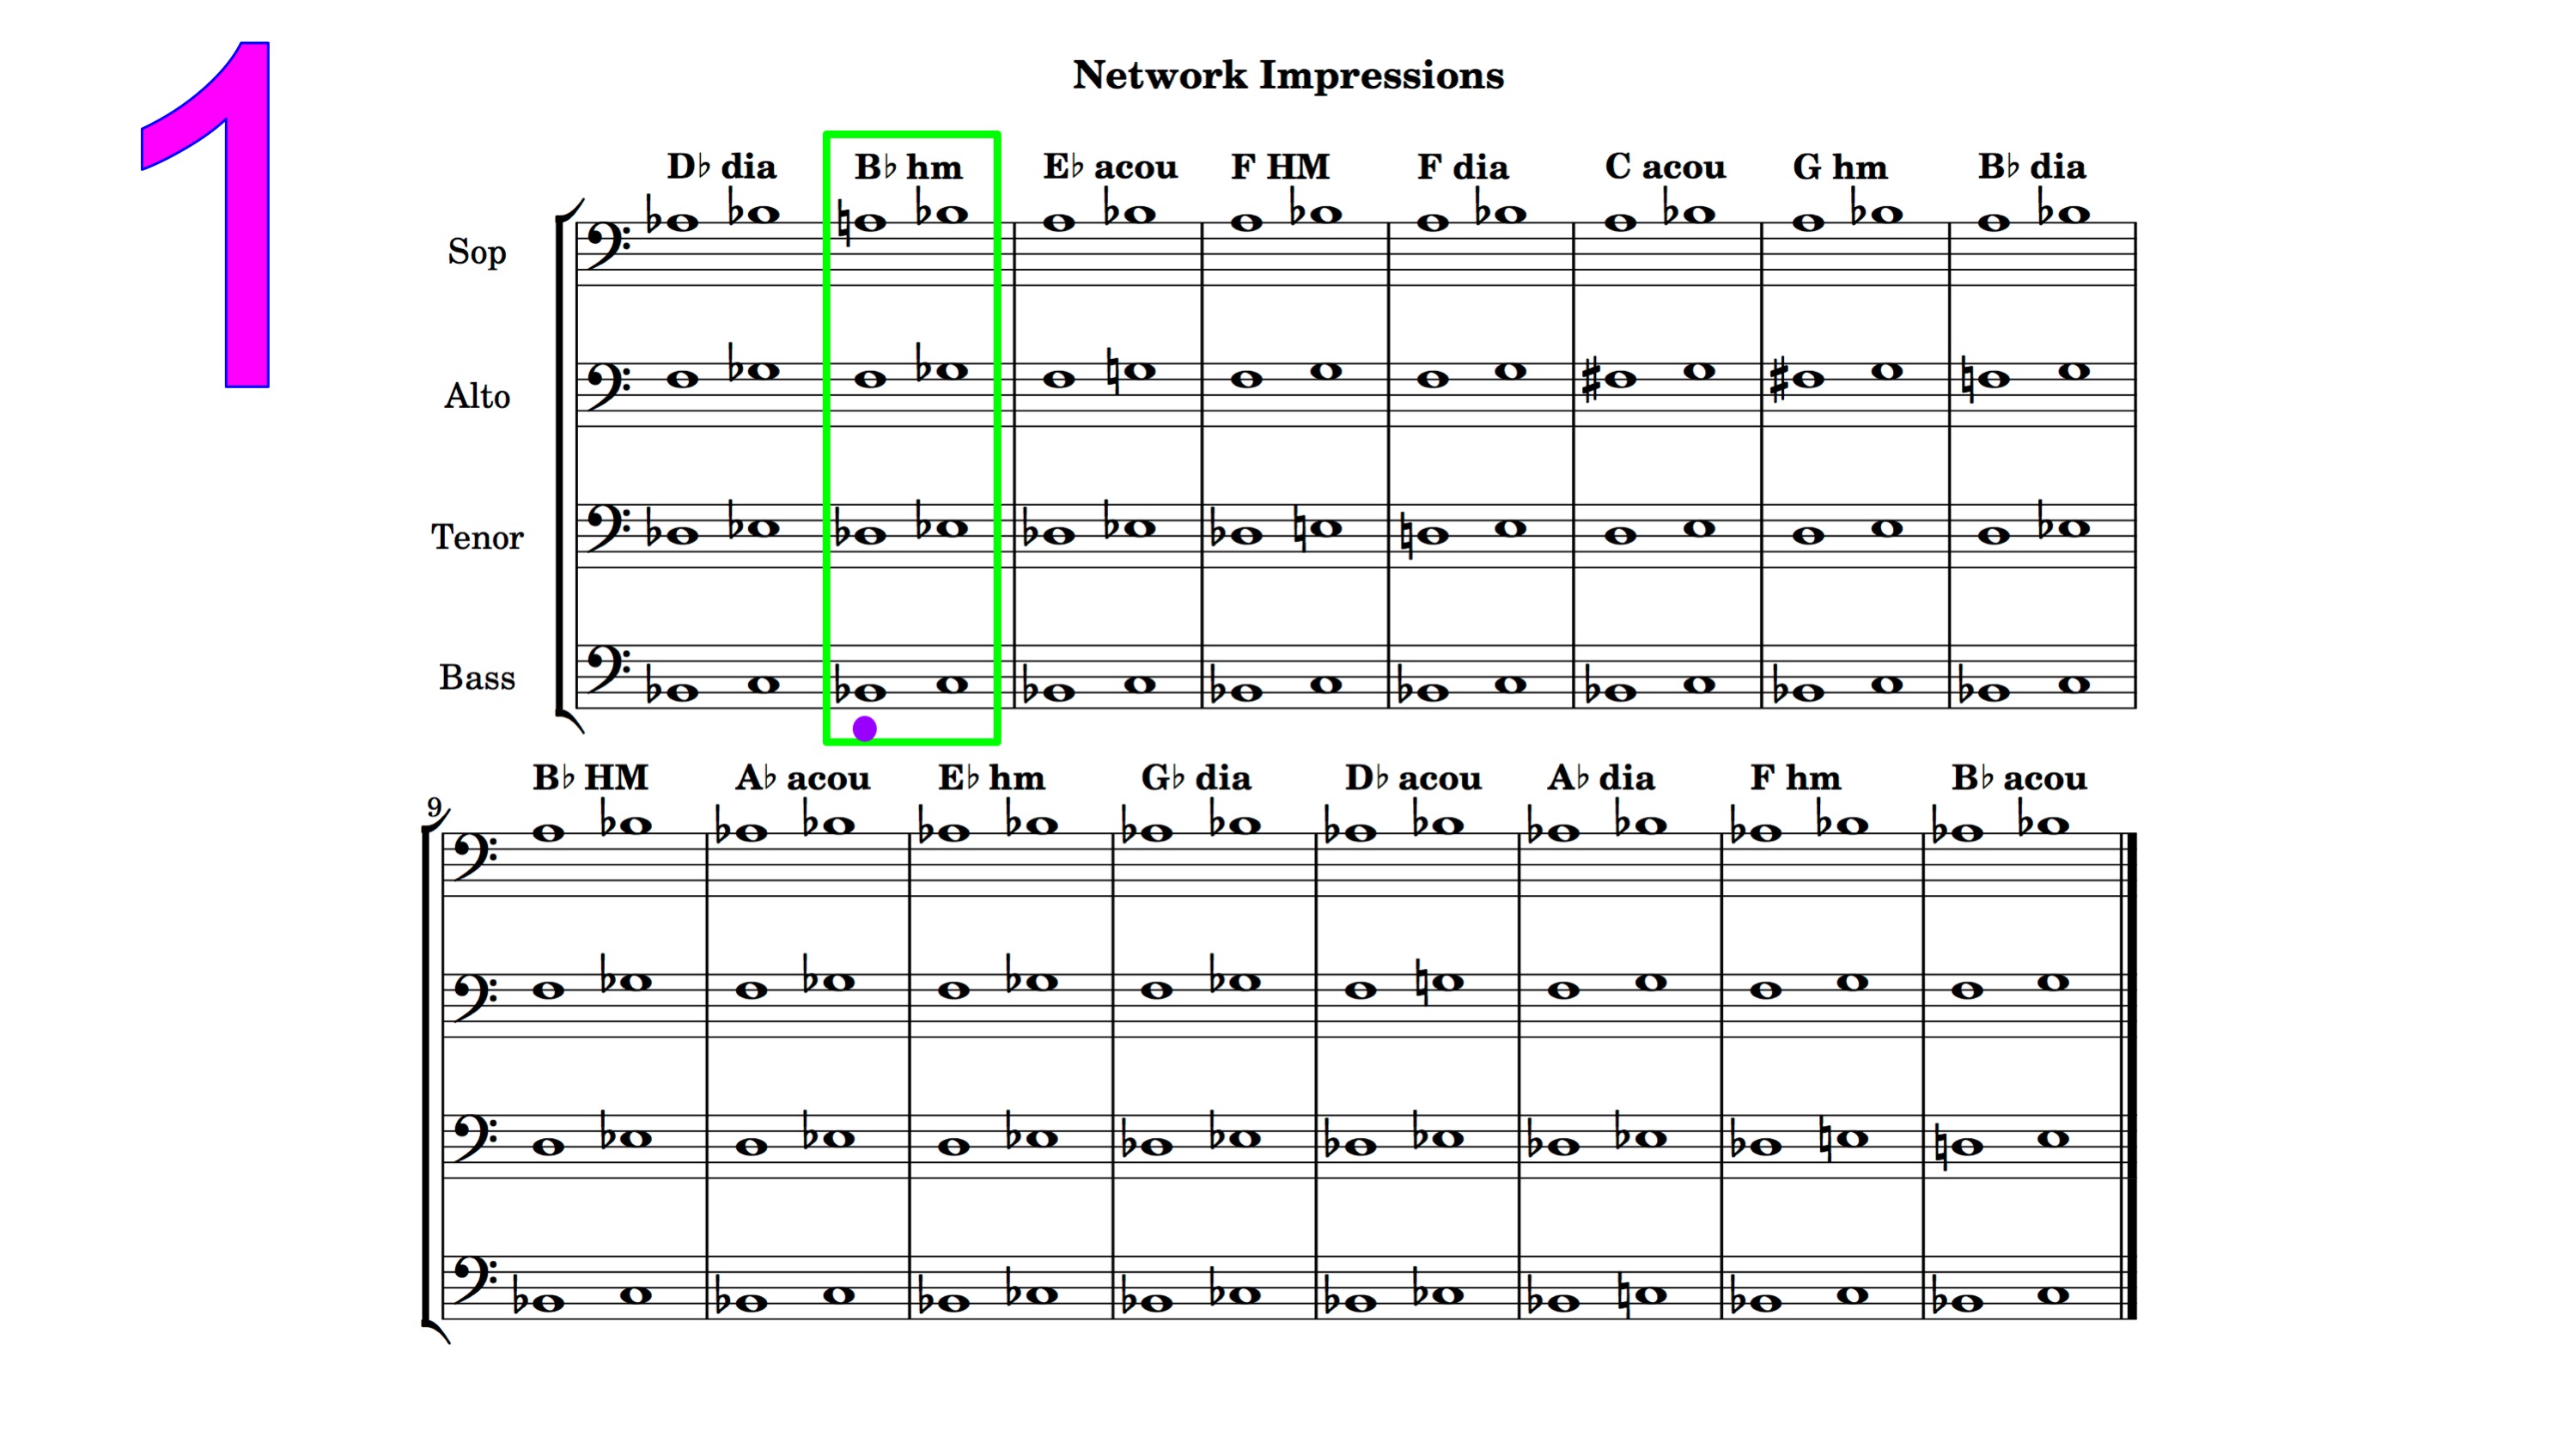 1
Network Impressions
D♭ dia B♭ hm E♭ acou F HM F dia C acou G hm B♭ dia
Sop
Alto
Tenor
Bass
B♭ HM A♭ acou E♭ hm G♭ dia D♭ acou A♭ dia F hm B♭ acou
9